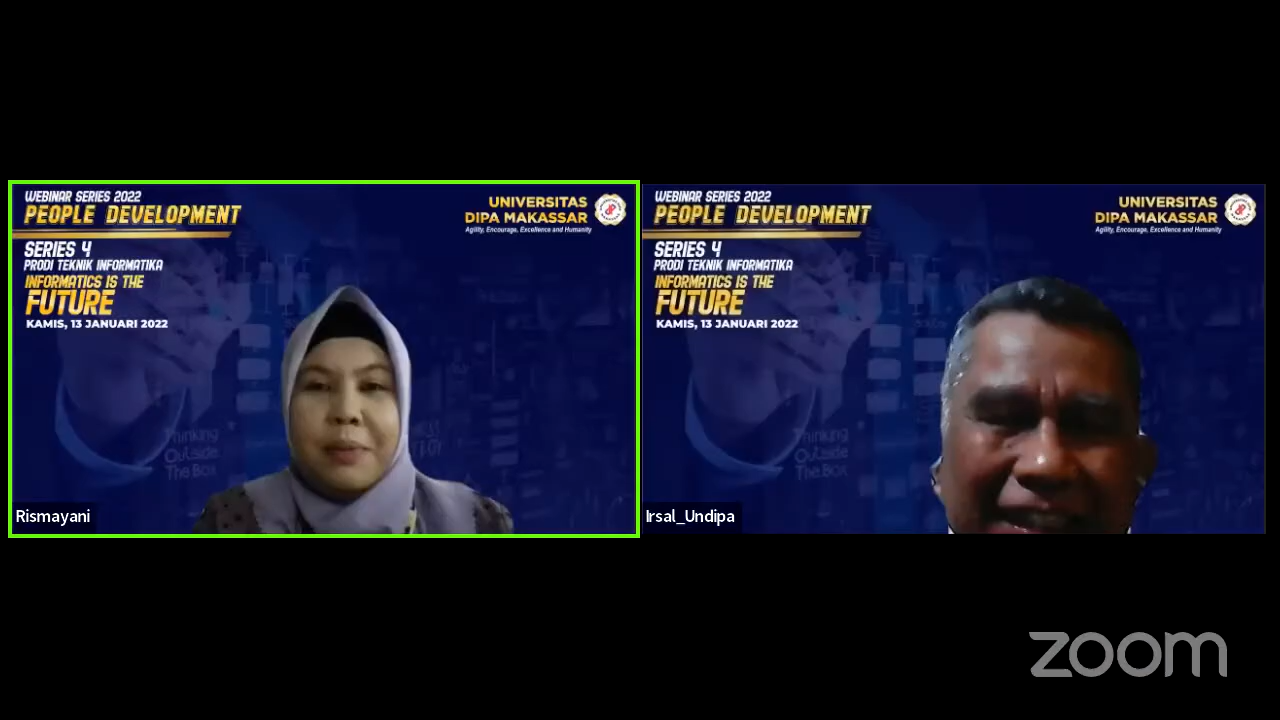 WEBINAR SERIES 2022
PEOPLE DEVELOPMENT
SERIES 4
PRODI TEKNIK INFORMATIKA
INFORMATICS IS THE
FUTURE
KAMIS, 13 JANUARI 2022
UNIVERSITAS
DIPA MAKASSAR
Agility, Encourage, Excellence and Humanity
Thinking
Outside
The Box
Rismayani
WEBINAR SERIES 2022
PEOPLE DEVELOPMENT
SERIES 4
PRODI TEKNIK INFORMATIKA
INFORMATICS IS THE
FUTURE
KAMIS, 13 JANUARI 2022
UNIVERSITAS
DIPA MAKASSAR
Agility, Encourage, Excellence and Humanity
Thinking
Outside
The Box
Irsal_Undipa
zoom